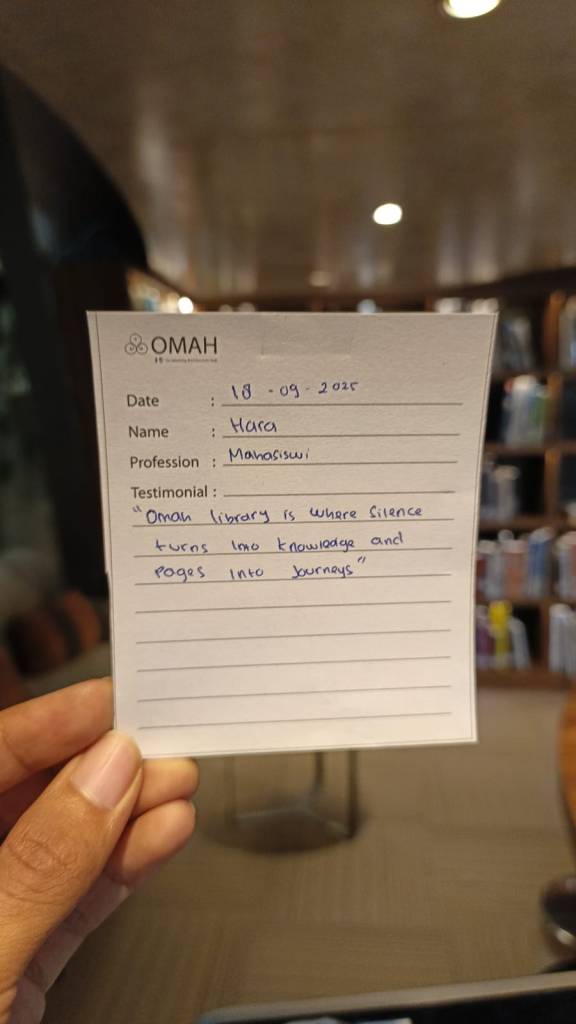 OMAH
Date : 18 - 09 - 2025
Name : Hara
Profession : Mahasiswi
Testimonial :
"Omah library is where silence
turns into knowledge and
pages into journeys"